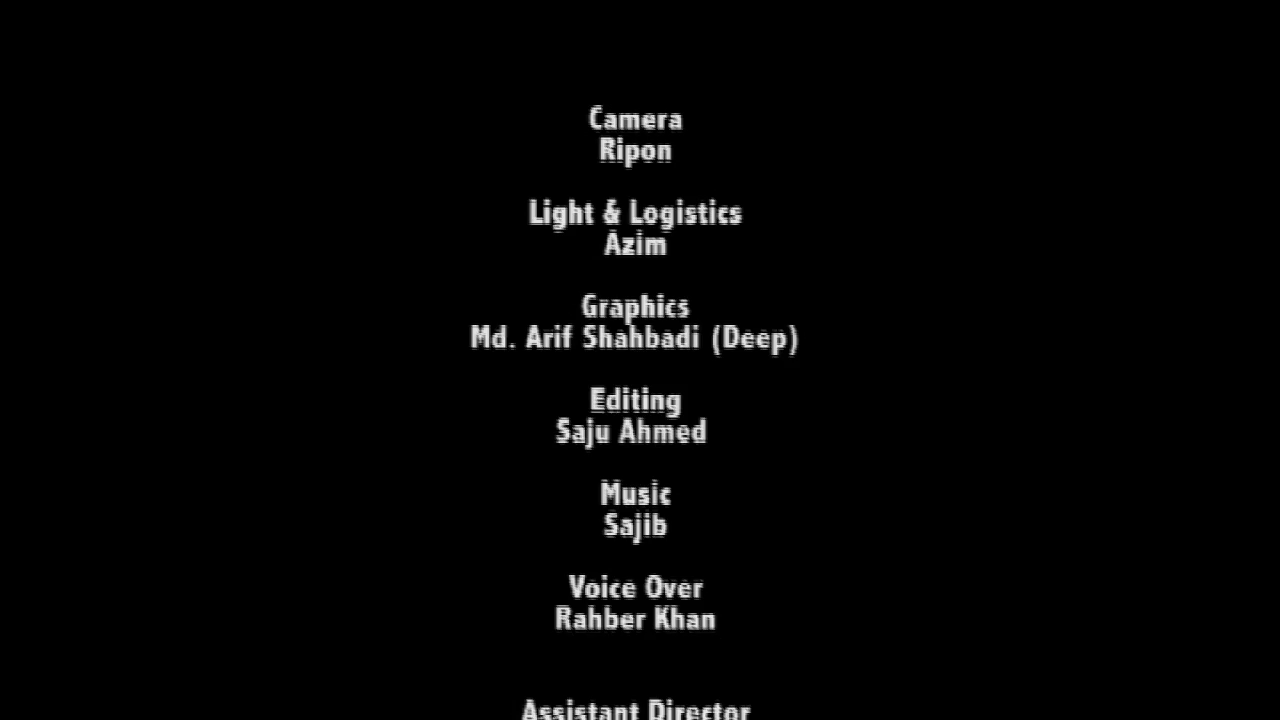 Camera
Ripon
Light & Logistics
Azim
Graphics
Md. Arif Shahbadi (Deep)
Editing
Saju Ahmed
Music
Sajib
Voice Over
Rahber Khan
Assistant Director